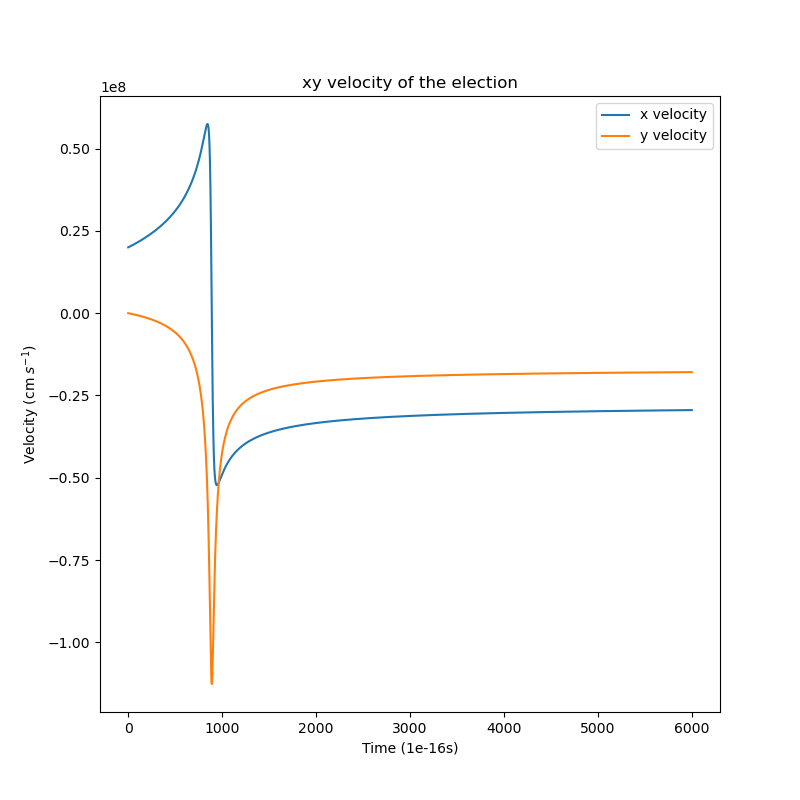 xy velocity of the election
1e8
x velocity
y velocity
0.50
0.25
0.00
−0.25
−0.50
−0.75
−1.00
Velocity (cm s⁻¹)
0 1000 2000 3000 4000 5000 6000
Time (1e-16s)